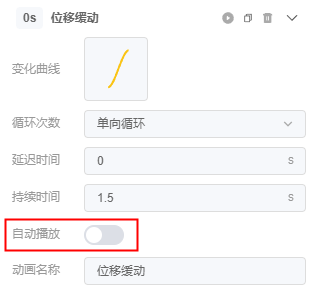 0s 位移缓动
变化曲线
循环次数 单向循环
延迟时间 0 s
持续时间 1.5 s
自动播放
动画名称 位移缓动